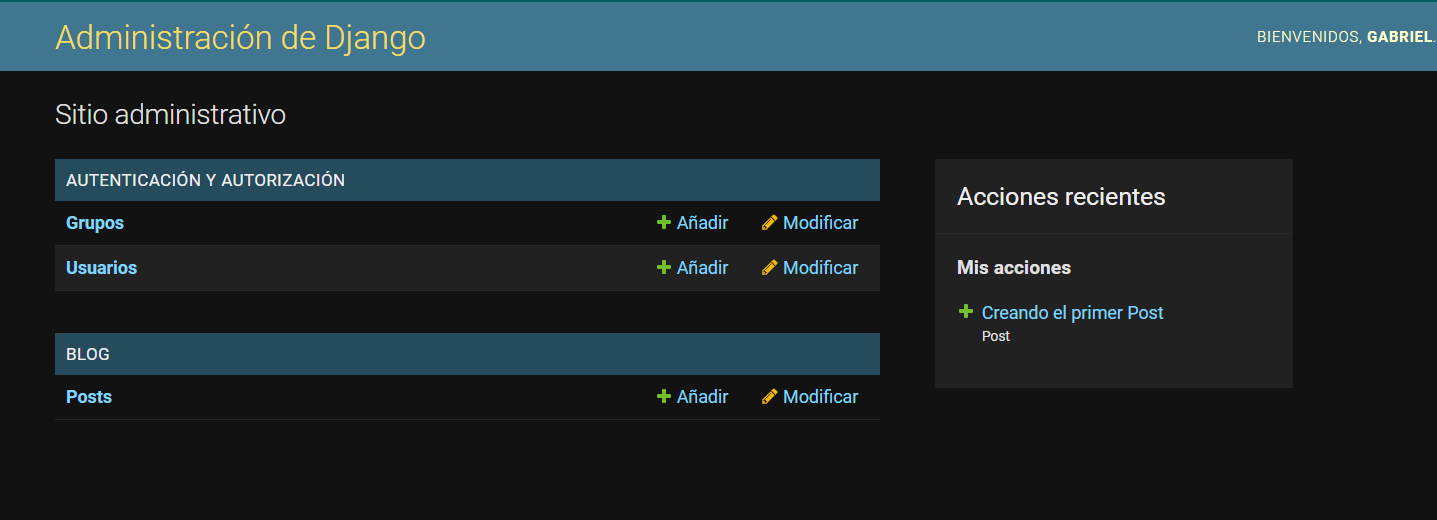 Administración de Django
BIENVENIDOS, GABRIEL.
Sitio administrativo
AUTENTICACIÓN Y AUTORIZACIÓN
Grupos Añadir Modificar
Usuarios Añadir Modificar
BLOG
Posts Añadir Modificar
Acciones recientes
Mis acciones
Creando el primer Post
Post